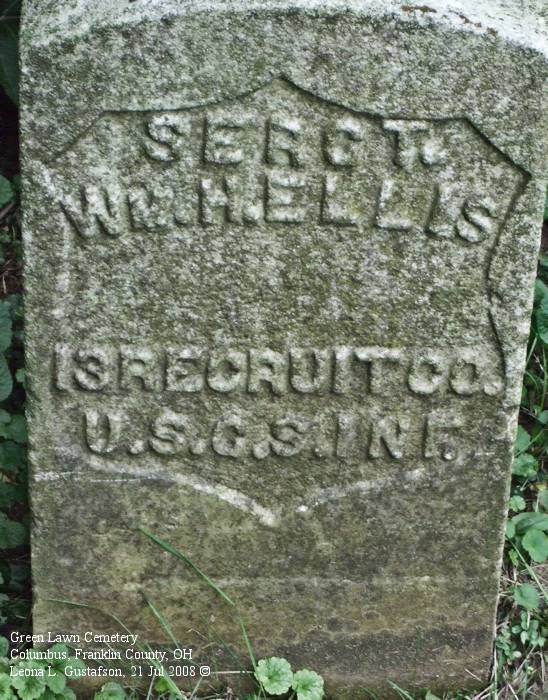 SERGT.
WM.H.ELLIS
13 RECRUIT CO.
U.S.G.S.INF.
Green Lawn Cemetery
Columbus, Franklin County, OH
Leona L. Gustafson, 21 Jul 2008 ©